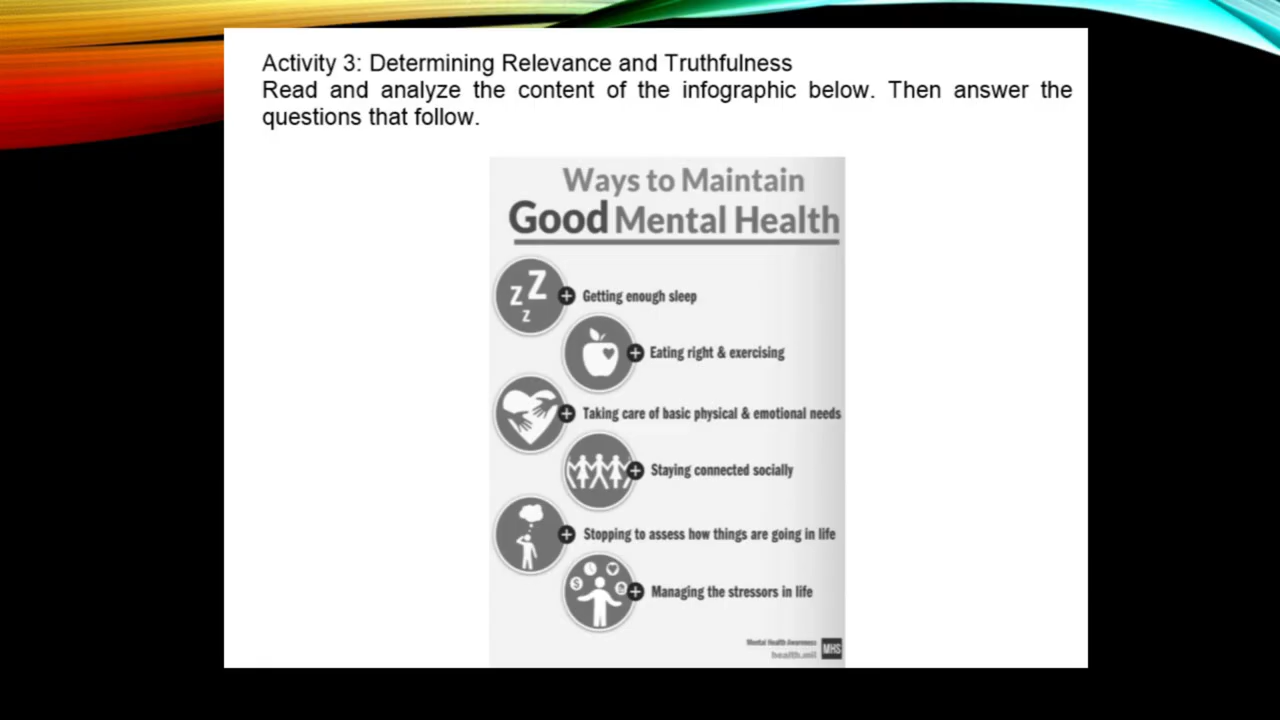 Activity 3: Determining Relevance and Truthfulness
Read and analyze the content of the infographic below. Then answer the
questions that follow.
Ways to Maintain
Good Mental Health
z Z z
Getting enough sleep
Eating right & exercising
Taking care of basic physical & emotional needs
Staying connected socially
Stopping to assess how things are going in life
$
Managing the stressors in life
Mental Health Awareness
health.mil
MHS